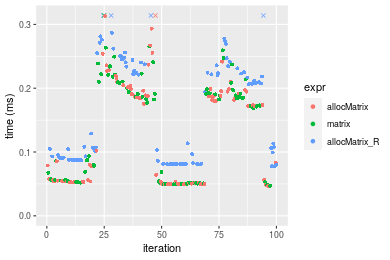 0.3
0.2
0.1
0.0
time (ms)
0
25
50
75
100
iteration
expr
allocMatrix
matrix
allocMatrix_R